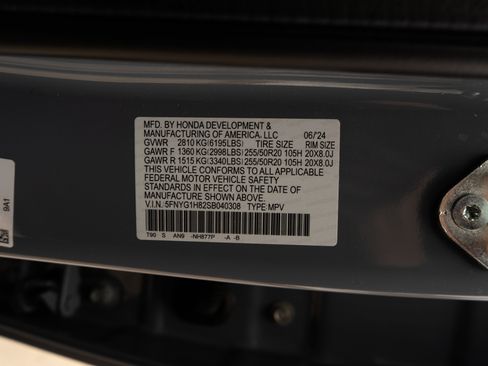 MFD. BY HONDA DEVELOPMENT &
MANUFACTURING OF AMERICA, LLC 06/24
GVWR 2810 KG(6195LBS) TIRE SIZE RIM SIZE
GAWR F 1360 KG(2998LBS) 255/50R20 105H 20X8.0J
GAWR R 1515 KG(3340LBS) 255/50R20 105H 20X8.0J
THIS VEHICLE CONFORMS TO ALL APPLICABLE
FEDERAL MOTOR VEHICLE SAFETY
STANDARDS IN EFFECT ON THE DATE OF
MANUFACTURE SHOWN ABOVE.
V.I.N. 5FNYG1H82SB040308 TYPE: MPV
T90 S AN9 -NH877P -A -B
9A1